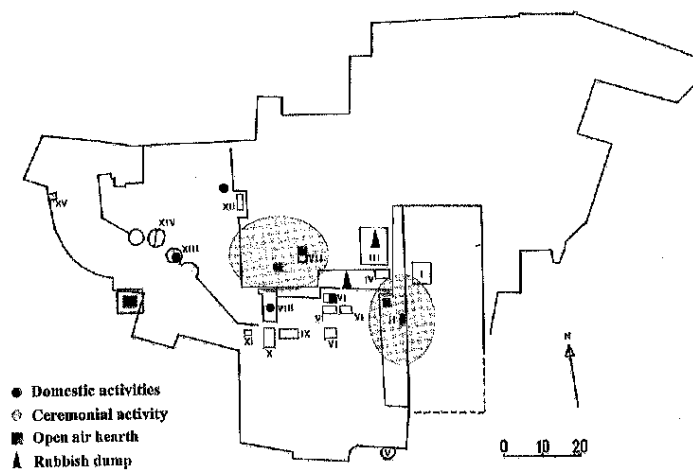 XV
XII
XIV
XIII
VII
III
IV
I
VIII
VI
V
VI
II
XI
X
IX
VI
N
V
● Domestic activities
Ceremonial activity
■ Open air hearth
▲ Rubbish dump
0 10 20